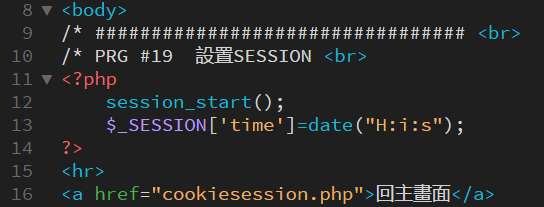 8 ▼ <body>
9 /* ################################# <br>
10 /* PRG #19  設置SESSION <br>
11 ▼ <?php
12     session_start();
13     $_SESSION['time']=date("H:i:s");
14 ?>
15 <hr>
16 <a href="cookiesession.php">回主畫面</a>